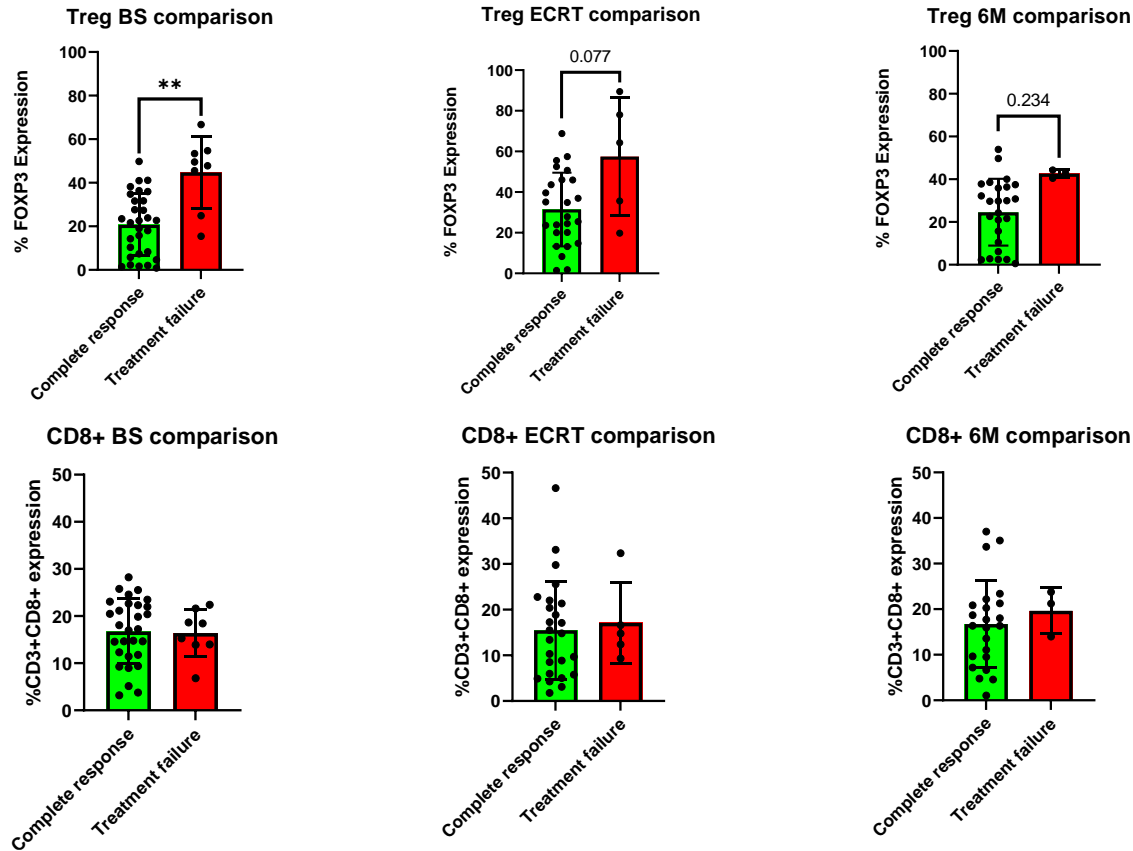 Treg BS comparison
% FOXP3 Expression
100
80
60
40
20
0
**
Complete response
Treatment failure
Treg ECRT comparison
% FOXP3 Expression
100
80
60
40
20
0
0.077
Complete response
Treatment failure
Treg 6M comparison
% FOXP3 Expression
100
80
60
40
20
0
0.234
Complete response
Treatment failure
CD8+ BS comparison
%CD3+CD8+ expression
50
40
30
20
10
0
Complete response
Treatment failure
CD8+ ECRT comparison
%CD3+CD8+ expression
50
40
30
20
10
0
Complete response
Treatment failure
CD8+ 6M comparison
%CD3+CD8+ expression
50
40
30
20
10
0
Complete response
Treatment failure